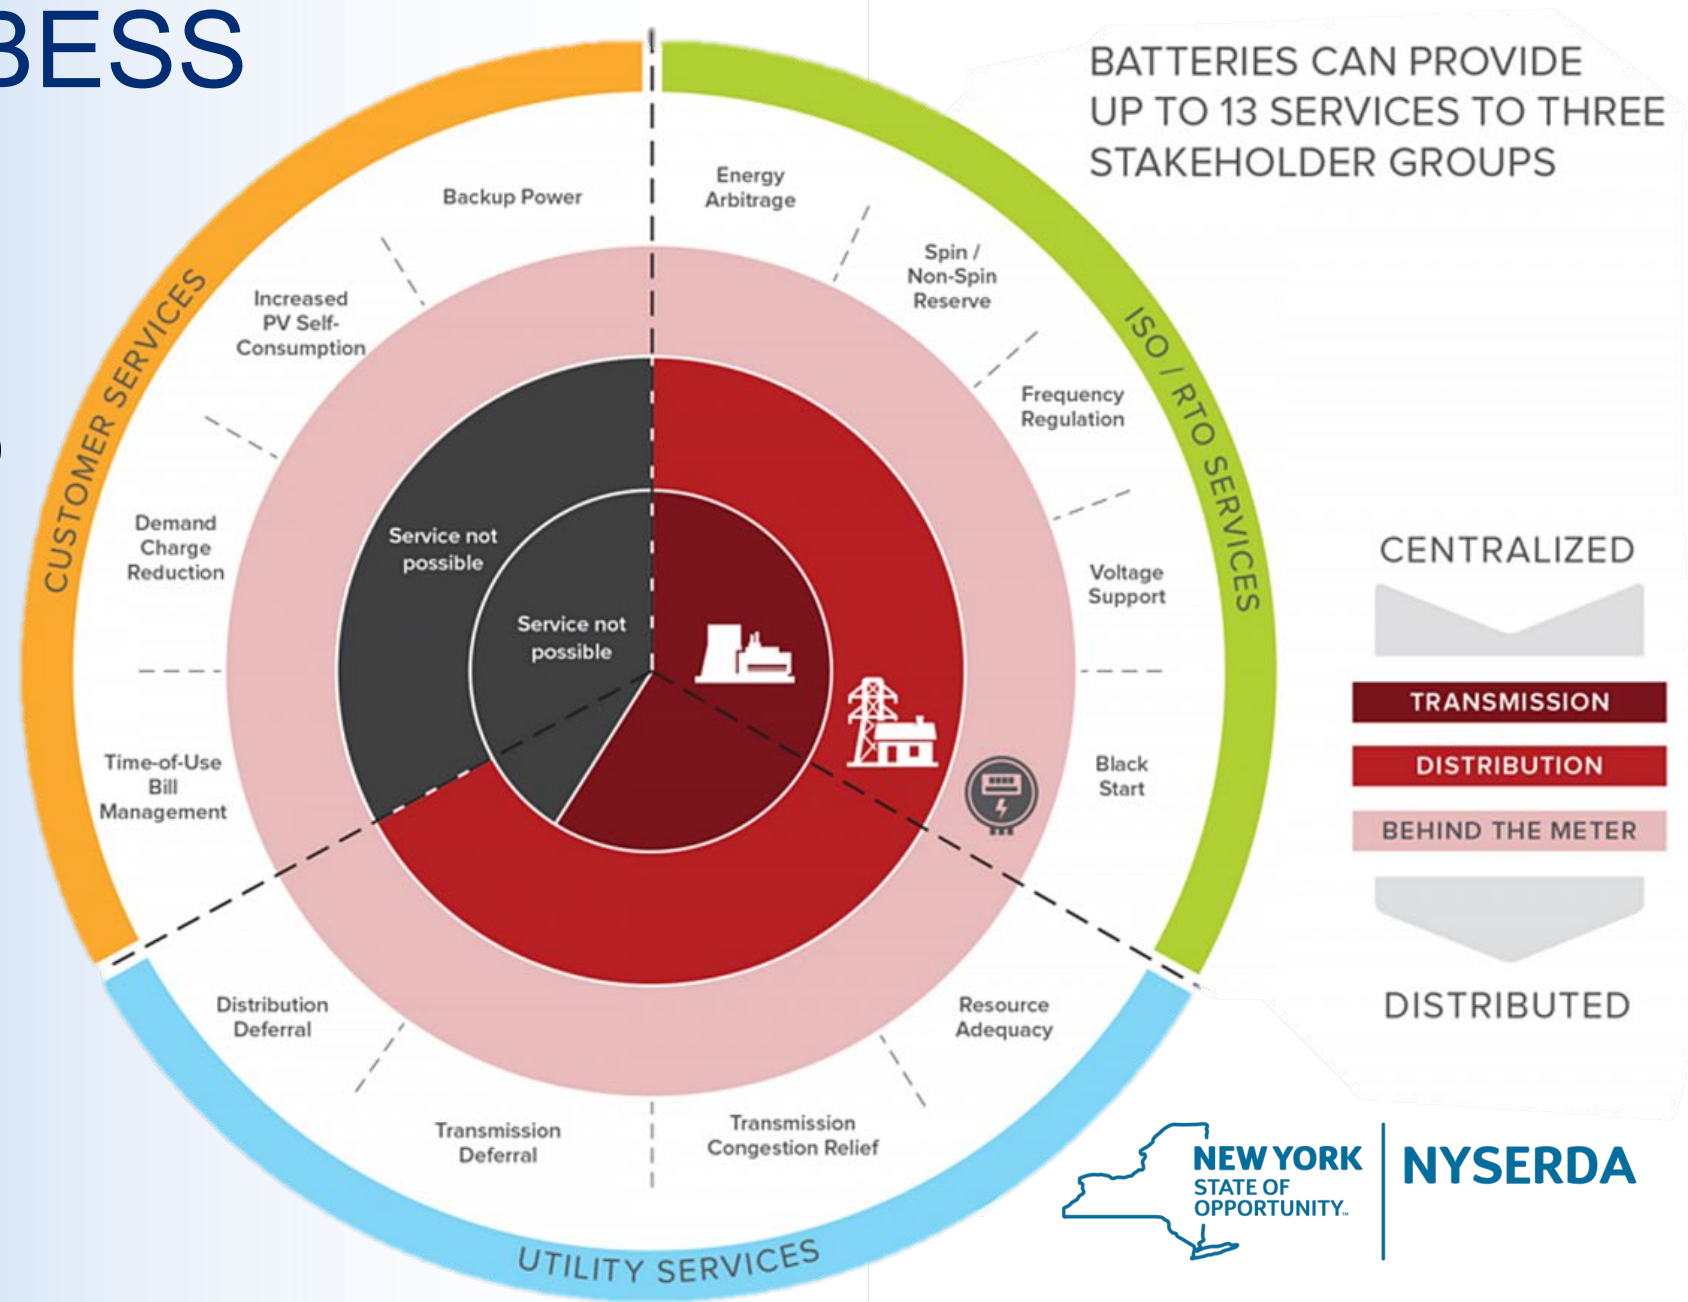 BESS
BATTERIES CAN PROVIDE
UP TO 13 SERVICES TO THREE
STAKEHOLDER GROUPS
CUSTOMER SERVICES
ISO / RTO SERVICES
UTILITY SERVICES
Backup Power
Increased
PV Self-
Consumption
Demand
Charge
Reduction
Time-of-Use
Bill
Management
Energy
Arbitrage
Spin /
Non-Spin
Reserve
Frequency
Regulation
Voltage
Support
Black
Start
Distribution
Deferral
Transmission
Deferral
Transmission
Congestion Relief
Resource
Adequacy
Service not
possible
Service not
possible
CENTRALIZED
TRANSMISSION
DISTRIBUTION
BEHIND THE METER
DISTRIBUTED
NEW YORK
STATE OF
OPPORTUNITY™
NYSERDA